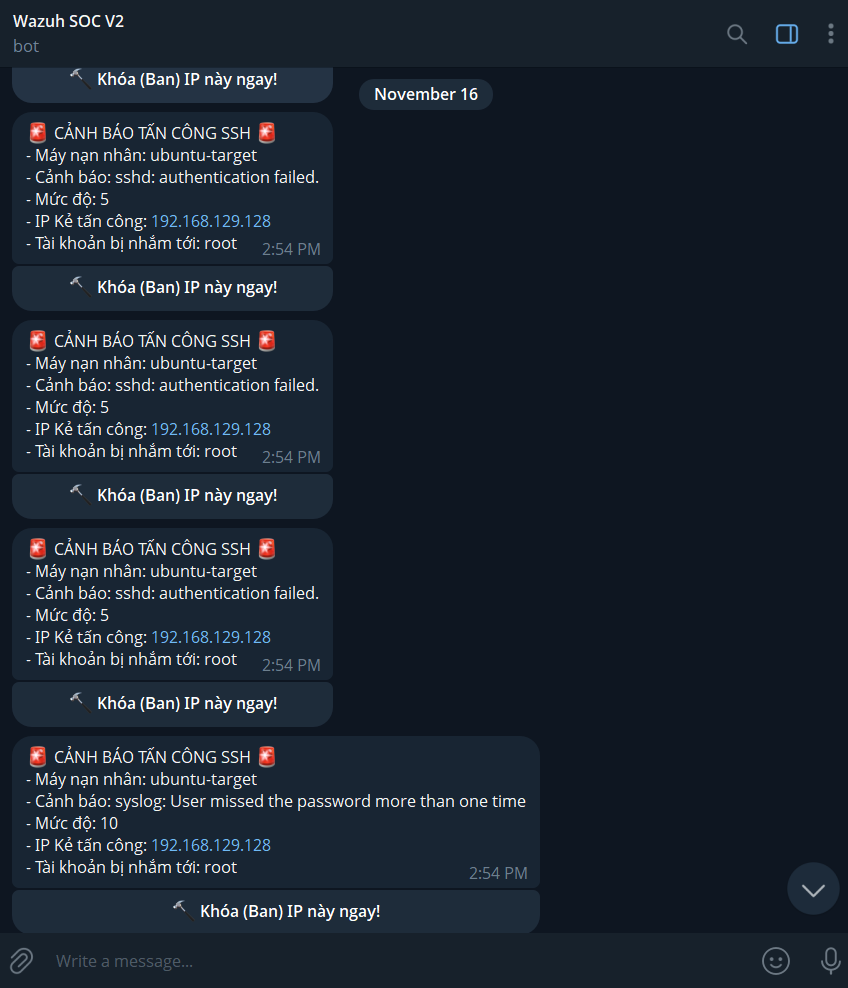 Wazuh SOC V2
bot
Khóa (Ban) IP này ngay!
November 16
CẢNH BÁO TẤN CÔNG SSH
- Máy nạn nhân: ubuntu-target
- Cảnh báo: sshd: authentication failed.
- Mức độ: 5
- IP Kẻ tấn công: 192.168.129.128
- Tài khoản bị nhắm tới: root 2:54 PM
Khóa (Ban) IP này ngay!
CẢNH BÁO TẤN CÔNG SSH
- Máy nạn nhân: ubuntu-target
- Cảnh báo: sshd: authentication failed.
- Mức độ: 5
- IP Kẻ tấn công: 192.168.129.128
- Tài khoản bị nhắm tới: root 2:54 PM
Khóa (Ban) IP này ngay!
CẢNH BÁO TẤN CÔNG SSH
- Máy nạn nhân: ubuntu-target
- Cảnh báo: sshd: authentication failed.
- Mức độ: 5
- IP Kẻ tấn công: 192.168.129.128
- Tài khoản bị nhắm tới: root 2:54 PM
Khóa (Ban) IP này ngay!
CẢNH BÁO TẤN CÔNG SSH
- Máy nạn nhân: ubuntu-target
- Cảnh báo: syslog: User missed the password more than one time
- Mức độ: 10
- IP Kẻ tấn công: 192.168.129.128
- Tài khoản bị nhắm tới: root 2:54 PM
Khóa (Ban) IP này ngay!
Write a message...